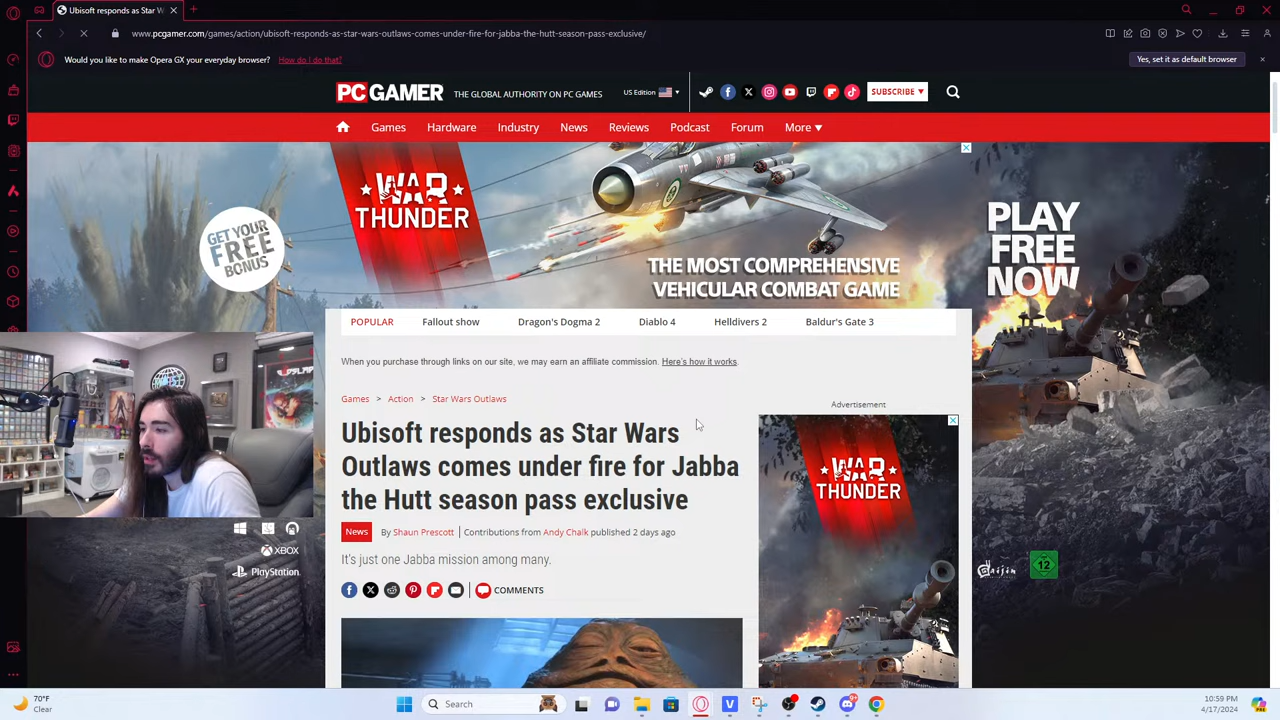 Ubisoft responds as Star W
www.pcgamer.com/games/action/ubisoft-responds-as-star-wars-outlaws-comes-under-fire-for-jabba-the-hutt-season-pass-exclusive/
Would you like to make Opera GX your everyday browser? How do I do that?
Yes, set it as default browser
PC GAMER
THE GLOBAL AUTHORITY ON PC GAMES
US Edition
SUBSCRIBE
Games Hardware Industry News Reviews Podcast Forum More
GET YOUR
FREE
BONUS
WAR
THUNDER
THE MOST COMPREHENSIVE
VEHICULAR COMBAT GAME
PLAY
FREE
NOW
POPULAR Fallout show Dragon's Dogma 2 Diablo 4 Helldivers 2 Baldur's Gate 3
When you purchase through links on our site, we may earn an affiliate commission. Here's how it works.
Games > Action > Star Wars Outlaws
Advertisement
Ubisoft responds as Star Wars
Outlaws comes under fire for Jabba
the Hutt season pass exclusive
WAR
THUNDER
News By Shaun Prescott | Contributions from Andy Chalk published 2 days ago
It's just one Jabba mission among many.
COMMENTS
XBOX
PlayStation
Gaijin
12
70°F
Clear
Search
10:59 PM
4/17/2024